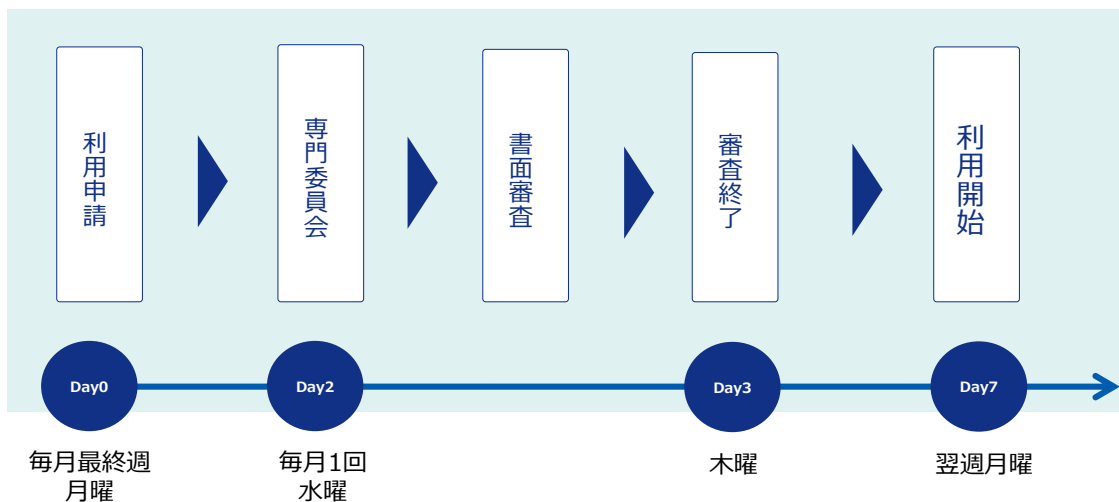 利用申請
専門委員会
書面審査
審査終了
利用開始
Day0
Day2
Day3
Day7
毎月最終週
月曜
毎月1回
水曜
木曜
翌週月曜